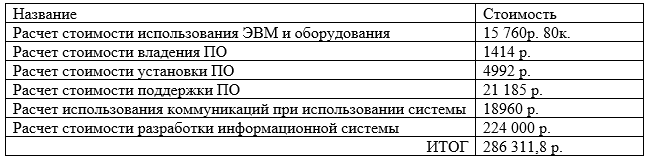 Название Стоимость
Расчет стоимости использования ЭВМ и оборудования 15 760р. 80к.
Расчет стоимости владения ПО 1414 р.
Расчет стоимости установки ПО 4992 р.
Расчет стоимости поддержки ПО 21 185 р.
Расчет использования коммуникаций при использовании системы 18960 р.
Расчет стоимости разработки информационной системы 224 000 р.
ИТОГ 286 311,8 р.